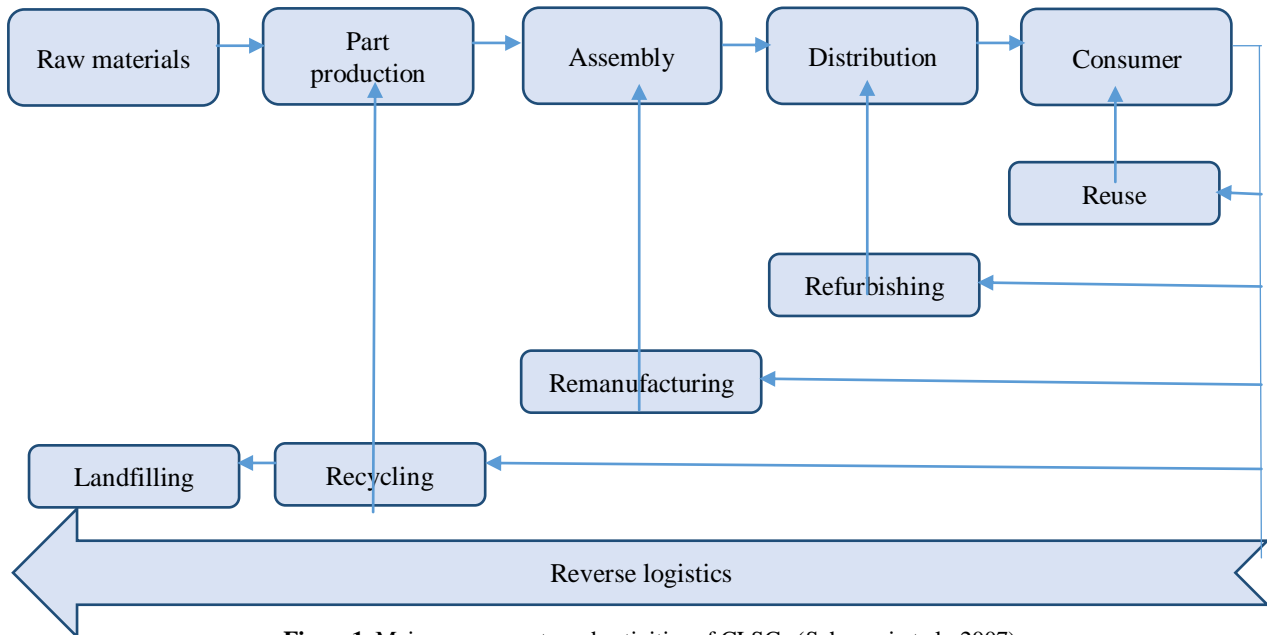 Raw materials
Part
production
Assembly
Distribution
Consumer
Reuse
Refurbishing
Remanufacturing
Landfilling
Recycling
Reverse logistics